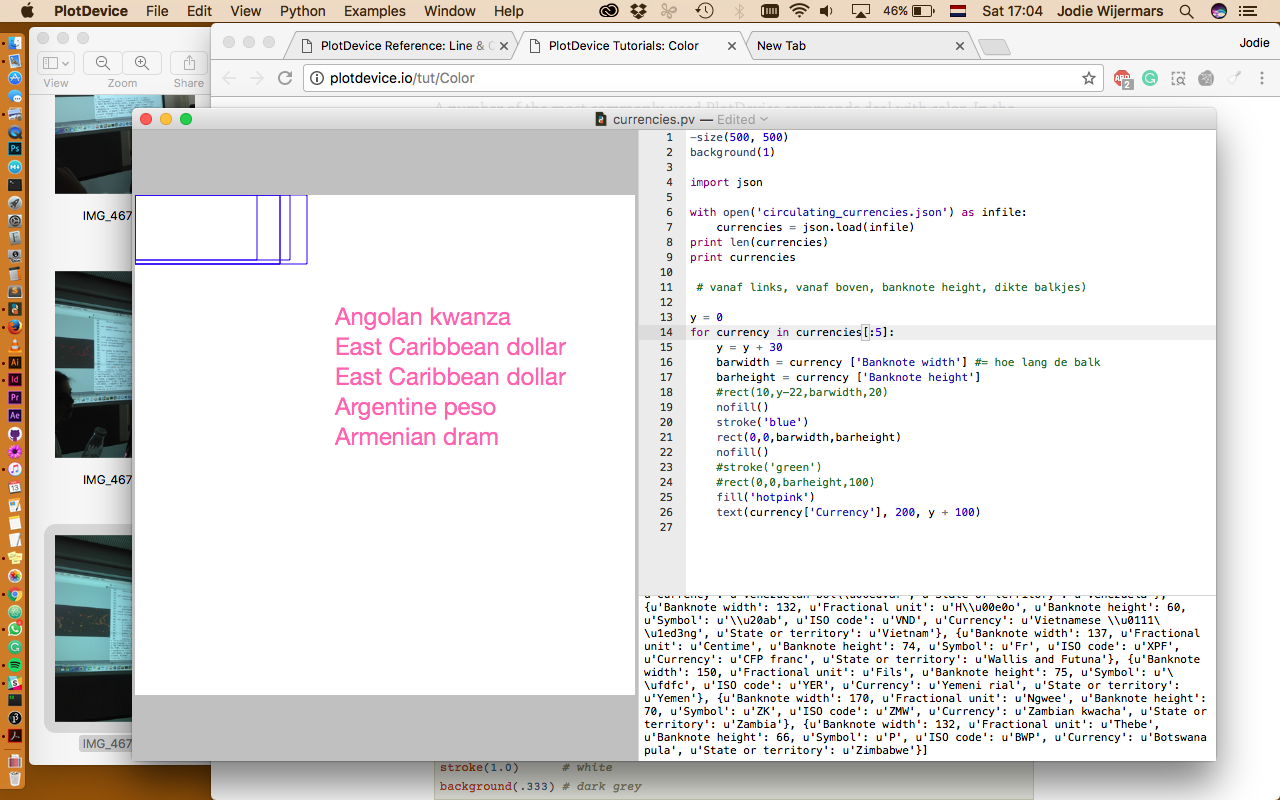 PlotDevice File Edit View Python Examples Window Help 46% Sat 17:04 Jodie Wijermars
PlotDevice Reference: Line & C
PlotDevice Tutorials: Color
New Tab
Jodie
View Zoom Share
plotdevice.io/tut/Color
2
currencies.pv — Edited
IMG_467
IMG_467
IMG_467
Angolan kwanza
East Caribbean dollar
East Caribbean dollar
Argentine peso
Armenian dram
1 -size(500, 500)
2 background(1)
3
4 import json
5
6 with open('circulating_currencies.json') as infile:
7 currencies = json.load(infile)
8 print len(currencies)
9 print currencies
10
11 # vanaf links, vanaf boven, banknote height, dikte balkjes)
12
13 y = 0
14 for currency in currencies[:5]:
15 y = y + 30
16 barwidth = currency ['Banknote width'] #= hoe lang de balk
17 barheight = currency ['Banknote height']
18 #rect(10,y-22,barwidth,20)
19 nofill()
20 stroke('blue')
21 rect(0,0,barwidth,barheight)
22 nofill()
23 #stroke('green')
24 #rect(0,0,barheight,100)
25 fill('hotpink')
26 text(currency['Currency'], 200, y + 100)
27
{u'Banknote width': 132, u'Fractional unit': u'H\\u00e0o', u'Banknote height': 60,
u'Symbol': u'\\u20ab', u'ISO code': u'VND', u'Currency': u'Vietnamese \\u0111\
\u1ed3ng', u'State or territory': u'Vietnam'}, {u'Banknote width': 137, u'Fractional
unit': u'Centime', u'Banknote height': 74, u'Symbol': u'Fr', u'ISO code': u'XPF',
u'Currency': u'CFP franc', u'State or territory': u'Wallis and Futuna'}, {u'Banknote
width': 150, u'Fractional unit': u'Fils', u'Banknote height': 75, u'Symbol': u'\
\ufdfc', u'ISO code': u'YER', u'Currency': u'Yemeni rial', u'State or territory':
u'Yemen'}, {u'Banknote width': 170, u'Fractional unit': u'Ngwee', u'Banknote height':
70, u'Symbol': u'ZK', u'ISO code': u'ZMW', u'Currency': u'Zambian kwacha', u'State or
territory': u'Zambia'}, {u'Banknote width': 132, u'Fractional unit': u'Thebe',
u'Banknote height': 66, u'Symbol': u'P', u'ISO code': u'BWP', u'Currency': u'Botswana
pula', u'State or territory': u'Zimbabwe'}]
stroke(1.0) # white
background(.333) # dark grey